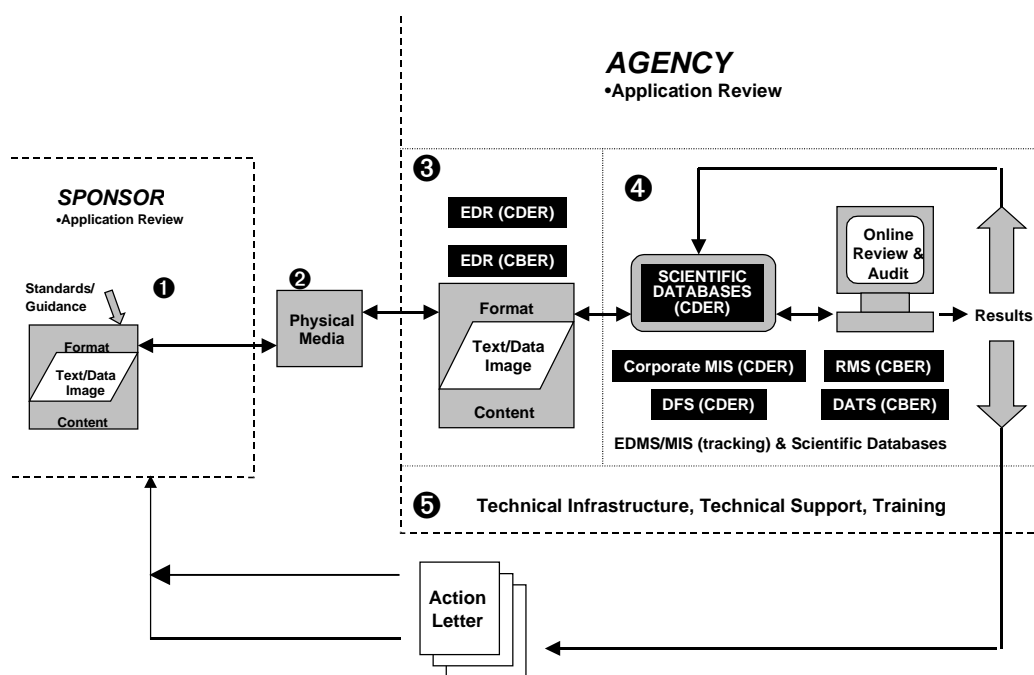 AGENCY
•Application Review
SPONSOR
•Application Review
❶
Standards/
Guidance
Format
Text/Data
Image
Content
❷
Physical
Media
❸
EDR (CDER)
EDR (CBER)
Format
Text/Data
Image
Content
❹
SCIENTIFIC
DATABASES
(CDER)
Online
Review &
Audit
Results
Corporate MIS (CDER)
RMS (CBER)
DFS (CDER)
DATS (CBER)
EDMS/MIS (tracking) & Scientific Databases
❺
Technical Infrastructure, Technical Support, Training
Action
Letter